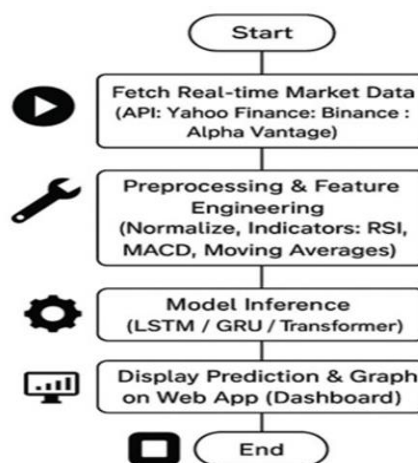 Start
Fetch Real-time Market Data
(API: Yahoo Finance: Binance :
Alpha Vantage)
Preprocessing & Feature
Engineering
(Normalize, Indicators: RSI,
MACD, Moving Averages)
Model Inference
(LSTM / GRU / Transformer)
Display Prediction & Graph
on Web App (Dashboard)
End